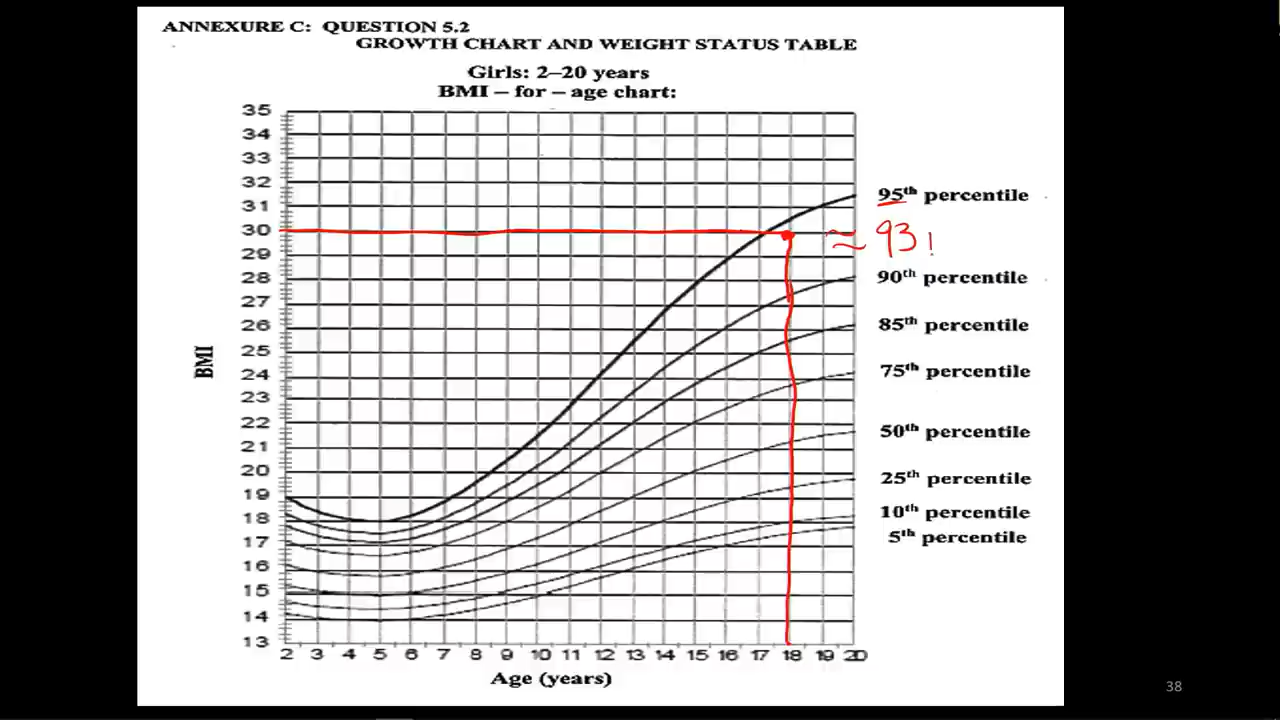 ANNEXURE C: QUESTION 5.2
GROWTH CHART AND WEIGHT STATUS TABLE
Girls: 2–20 years
BMI – for – age chart:
35
34
33
32
31
30
29
28
27
26
25
24
23
22
21
20
19
18
17
16
15
14
13
BMI
95th percentile
≈ 93!
90th percentile
85th percentile
75th percentile
50th percentile
25th percentile
10th percentile
5th percentile
2 3 4 5 6 7 8 9 10 11 12 13 14 15 16 17 18 19 20
Age (years)
38